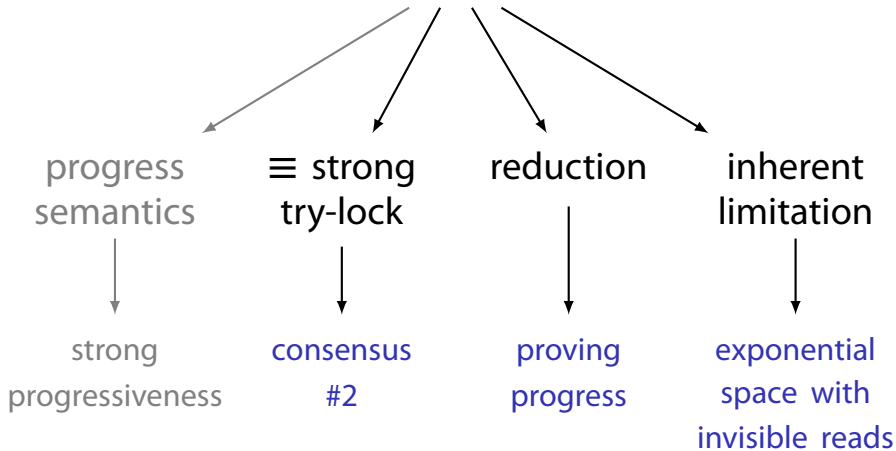 progress
semantics
≡ strong
try-lock
reduction
inherent
limitation
strong
progressiveness
consensus
#2
proving
progress
exponential
space with
invisible reads